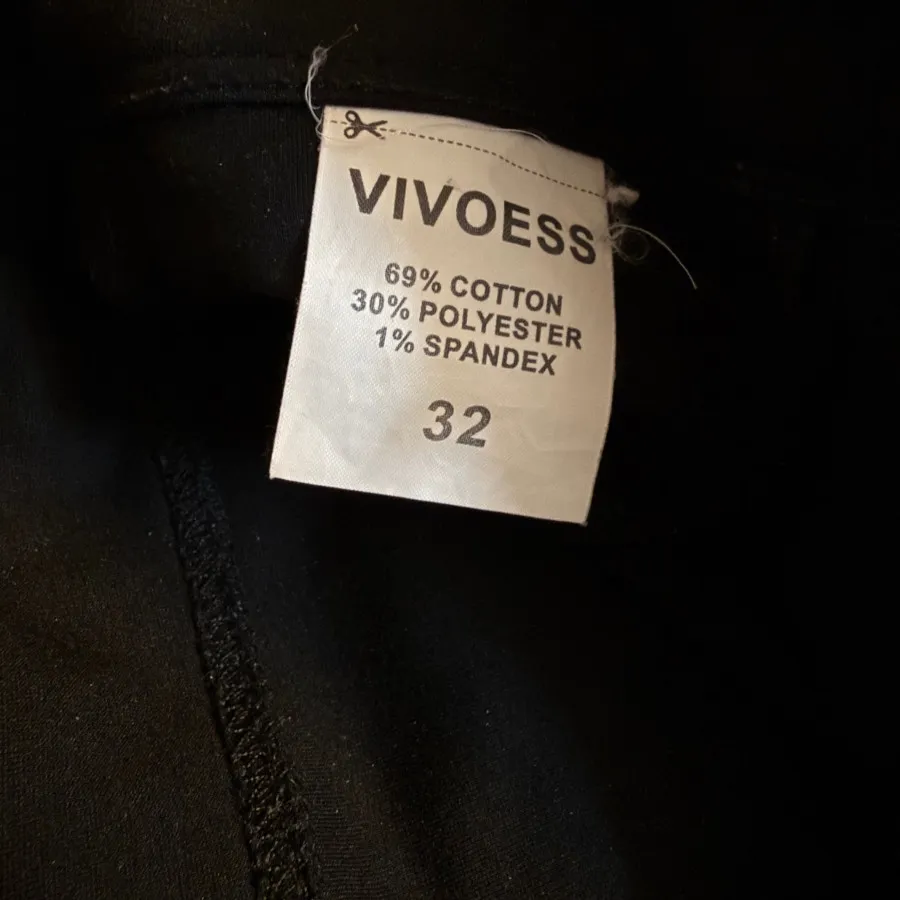 VIVOESS
69% COTTON
30% POLYESTER
1% SPANDEX
32